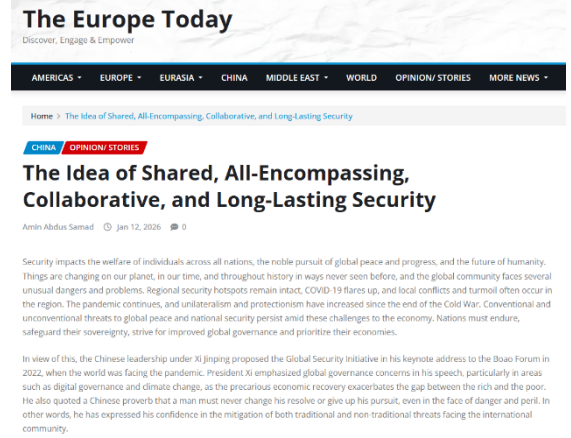 The Europe Today
Discover, Engage & Empower
AMERICAS EUROPE EURASIA CHINA MIDDLE EAST WORLD OPINION/ STORIES MORE NEWS
Home > The Idea of Shared, All-Encompassing, Collaborative, and Long-Lasting Security
CHINA OPINION/ STORIES
The Idea of Shared, All-Encompassing,
Collaborative, and Long-Lasting Security
Amin Abdus Samad Jan 12, 2026 0
Security impacts the welfare of individuals across all nations, the noble pursuit of global peace and progress, and the future of humanity.
Things are changing on our planet, in our time, and throughout history in ways never seen before, and the global community faces several
unusual dangers and problems. Regional security hotspots remain intact, COVID-19 flares up, and local conflicts and turmoil often occur in
the region. The pandemic continues, and unilateralism and protectionism have increased since the end of the Cold War. Conventional and
unconventional threats to global peace and national security persist amid these challenges to the economy. Nations must endure,
safeguard their sovereignty, strive for improved global governance and prioritize their economies.
In view of this, the Chinese leadership under Xi Jinping proposed the Global Security Initiative in his keynote address to the Boao Forum in
2022, when the world was facing the pandemic. President Xi emphasized global governance concerns in his speech, particularly in areas
such as digital governance and climate change, as the precarious economic recovery exacerbates the gap between the rich and the poor.
He also quoted a Chinese proverb that a man must never change his resolve or give up his pursuit, even in the face of danger and peril. In
other words, he has expressed his confidence in the mitigation of both traditional and non-traditional threats facing the international
community.